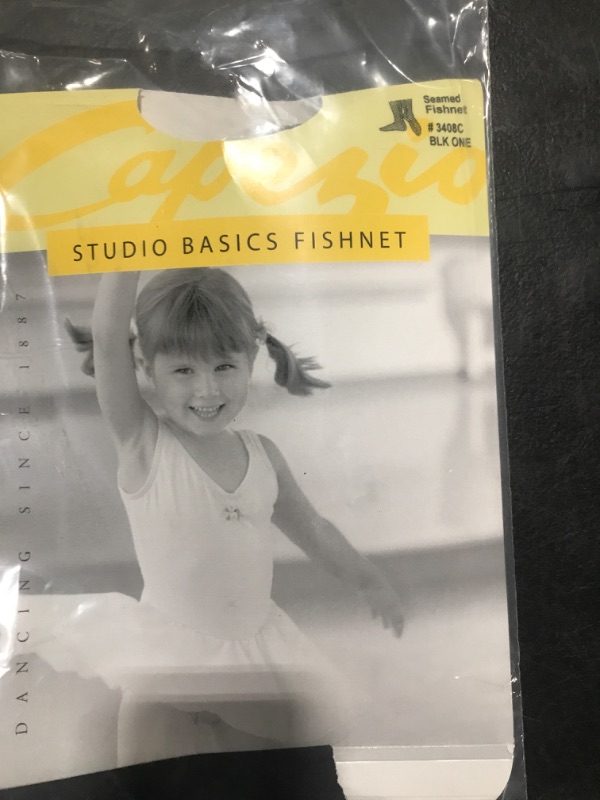 Seamed
Fishnet
# 3408C
BLK ONE
Capezio
STUDIO BASICS FISHNET
DANCING SINCE 1887